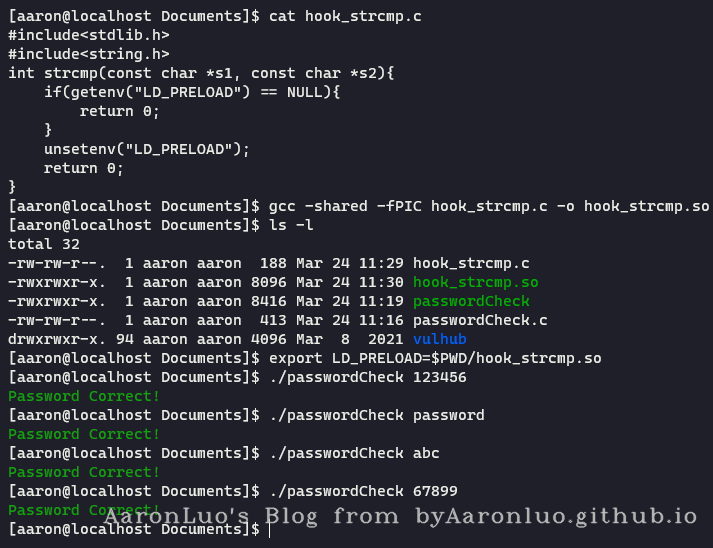 [aaron@localhost Documents]$ cat hook_strcmp.c
#include<stdlib.h>
#include<string.h>
int strcmp(const char *s1, const char *s2){
    if(getenv("LD_PRELOAD") == NULL){
        return 0;
    }
    unsetenv("LD_PRELOAD");
    return 0;
}
[aaron@localhost Documents]$ gcc -shared -fPIC hook_strcmp.c -o hook_strcmp.so
[aaron@localhost Documents]$ ls -l
total 32
-rw-rw-r--.  1 aaron aaron  188 Mar 24 11:29 hook_strcmp.c
-rwxrwxr-x.  1 aaron aaron 8096 Mar 24 11:30 hook_strcmp.so
-rwxrwxr-x.  1 aaron aaron 8416 Mar 24 11:19 passwordCheck
-rw-rw-r--.  1 aaron aaron  413 Mar 24 11:16 passwordCheck.c
drwxrwxr-x. 94 aaron aaron 4096 Mar  8  2021 vulhub
[aaron@localhost Documents]$ export LD_PRELOAD=$PWD/hook_strcmp.so
[aaron@localhost Documents]$ ./passwordCheck 123456
Password Correct!
[aaron@localhost Documents]$ ./passwordCheck password
Password Correct!
[aaron@localhost Documents]$ ./passwordCheck abc
Password Correct!
[aaron@localhost Documents]$ ./passwordCheck 67899
Password Correct!
AaronLuo's Blog from byAaronluo.github.io
[aaron@localhost Documents]$